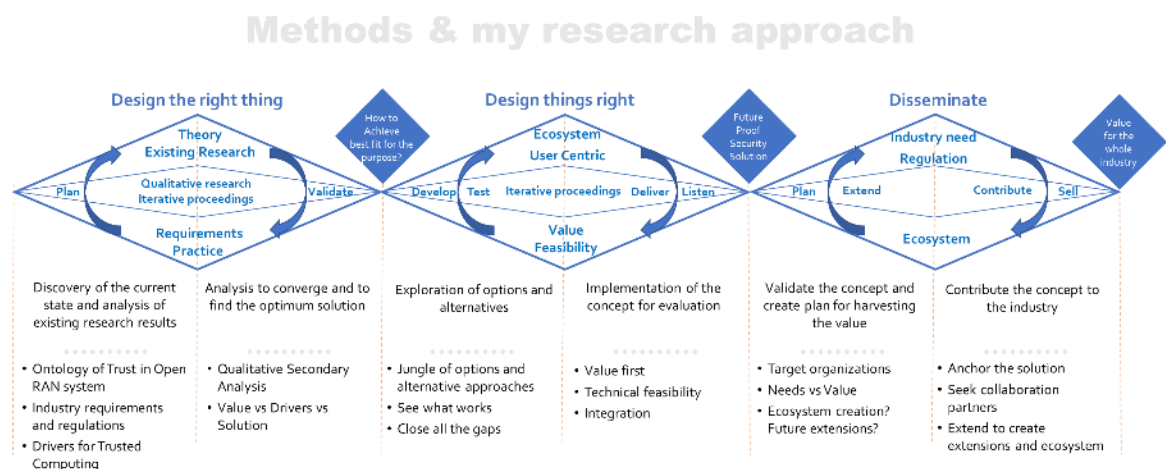 Methods & my research approach
Design the right thing
Design things right
Disseminate
How to
Achieve
best fit for the
purpose?
Future
Proof
Security
Solution
Value
for the
whole
industry
Theory
Existing Research
Plan
Qualitative research
Iterative proceedings
Validate
Requirements
Practice
Ecosystem
User Centric
Develop
Test
Iterative proceedings
Deliver
Listen
Value
Feasibility
Industry need
Regulation
Plan
Extend
Contribute
Sell
Ecosystem
Discovery of the current
state and analysis of
existing research results
Analysis to converge and to
find the optimum solution
Exploration of options and
alternatives
Implementation of the
concept for evaluation
Validate the concept and
create plan for harvesting
the value
Contribute the concept to
the industry
• Ontology of Trust in Open
RAN system
• Industry requirements
and regulations
• Drivers for Trusted
Computing
• Qualitative Secondary
Analysis
• Value vs Drivers vs
Solution
• Jungle of options and
alternative approaches
• See what works
• Close all the gaps
• Value first
• Technical feasibility
• Integration
• Target organizations
• Needs vs Value
• Ecosystem creation?
Future extensions?
• Anchor the solution
• Seek collaboration
partners
• Extend to create
extensions and ecosystem